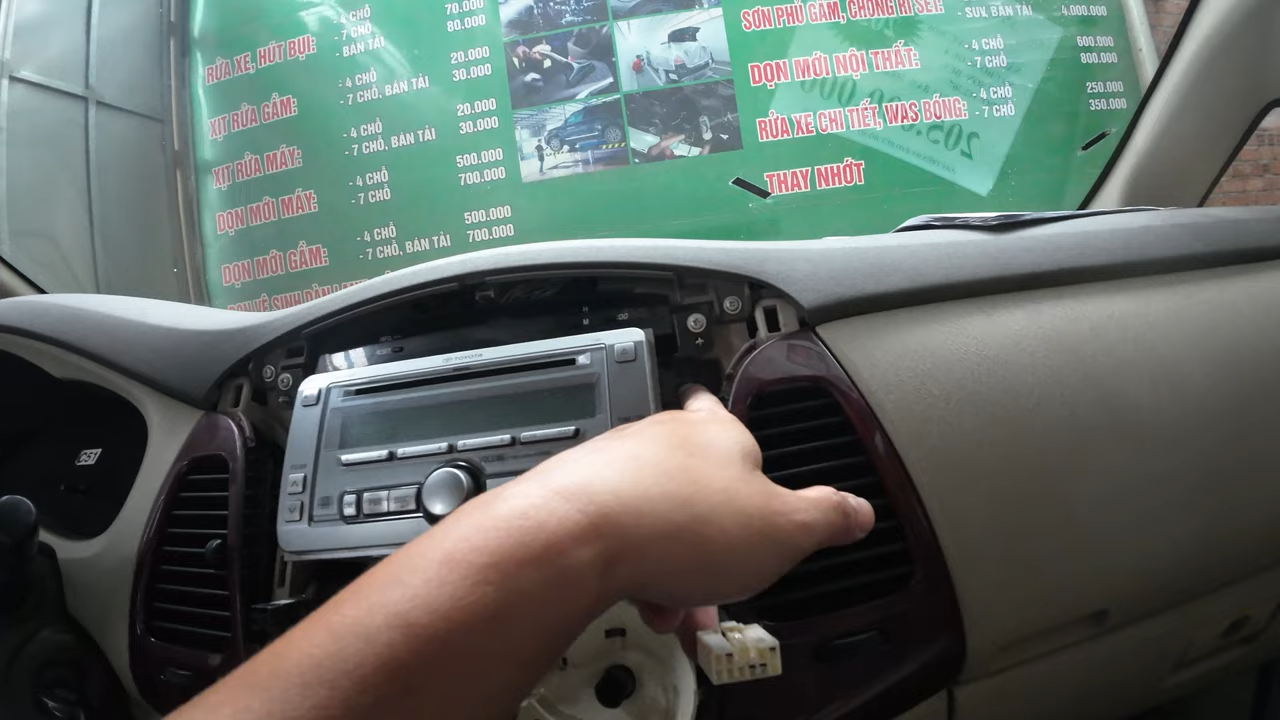 - 4 CHỖ 70.000
RỬA XE, HÚT BỤI: - 7 CHỖ 80.000
- BÁN TẢI
XỊT RỬA GẦM: - 4 CHỖ 20.000
- 7 CHỖ, BÁN TẢI 30.000
XỊT RỬA MÁY: - 4 CHỖ 20.000
- 7 CHỖ, BÁN TẢI 30.000
DỌN MỚI MÁY: - 4 CHỖ 500.000
- 7 CHỖ 700.000
DỌN MỚI GẦM: - 4 CHỖ 500.000
- 7 CHỖ, BÁN TẢI 700.000
SƠN PHỦ GẦM, CHỐNG RỈ SÉT: - SUV, BÁN TẢI 4.000.000
DỌN MỚI NỘI THẤT: - 4 CHỖ 600.000
- 7 CHỖ 800.000
RỬA XE CHI TIẾT, WAS BÓNG: - 4 CHỖ 250.000
- 7 CHỖ 350.000
THAY NHỚT
H
M :00
TOYOTA
C51